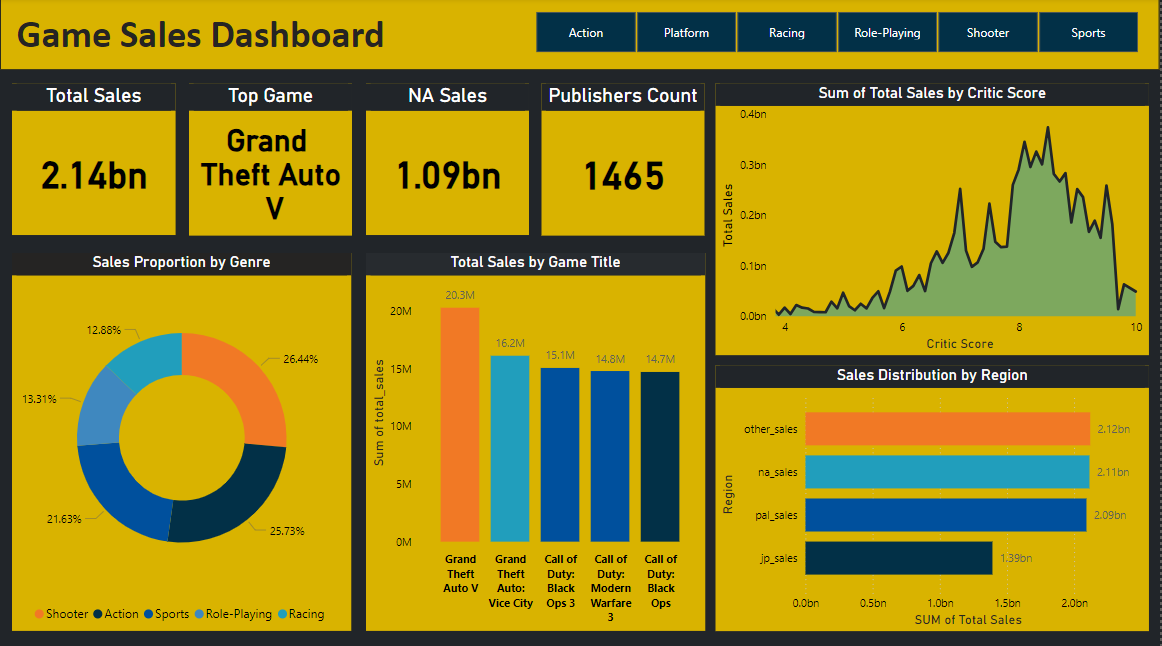 Game Sales Dashboard
Action
Platform
Racing
Role-Playing
Shooter
Sports
Total Sales
2.14bn
Top Game
Grand
Theft Auto
V
NA Sales
1.09bn
Publishers Count
1465
Sum of Total Sales by Critic Score
Total Sales
0.4bn
0.3bn
0.2bn
0.1bn
0.0bn
4
6
8
10
Critic Score
Sales Proportion by Genre
12.88%
26.44%
13.31%
21.63%
25.73%
Shooter
Action
Sports
Role-Playing
Racing
Total Sales by Game Title
Sum of total_sales
20M
15M
10M
5M
0M
20.3M
16.2M
15.1M
14.8M
14.7M
Grand
Theft
Auto V
Grand
Theft
Auto:
Vice City
Call of
Duty:
Black
Ops 3
Call of
Duty:
Modern
Warfare
3
Call of
Duty:
Black
Ops
Sales Distribution by Region
Region
other_sales
2.12bn
na_sales
2.11bn
pal_sales
2.09bn
jp_sales
1.39bn
0.0bn
0.5bn
1.0bn
1.5bn
2.0bn
SUM of Total Sales